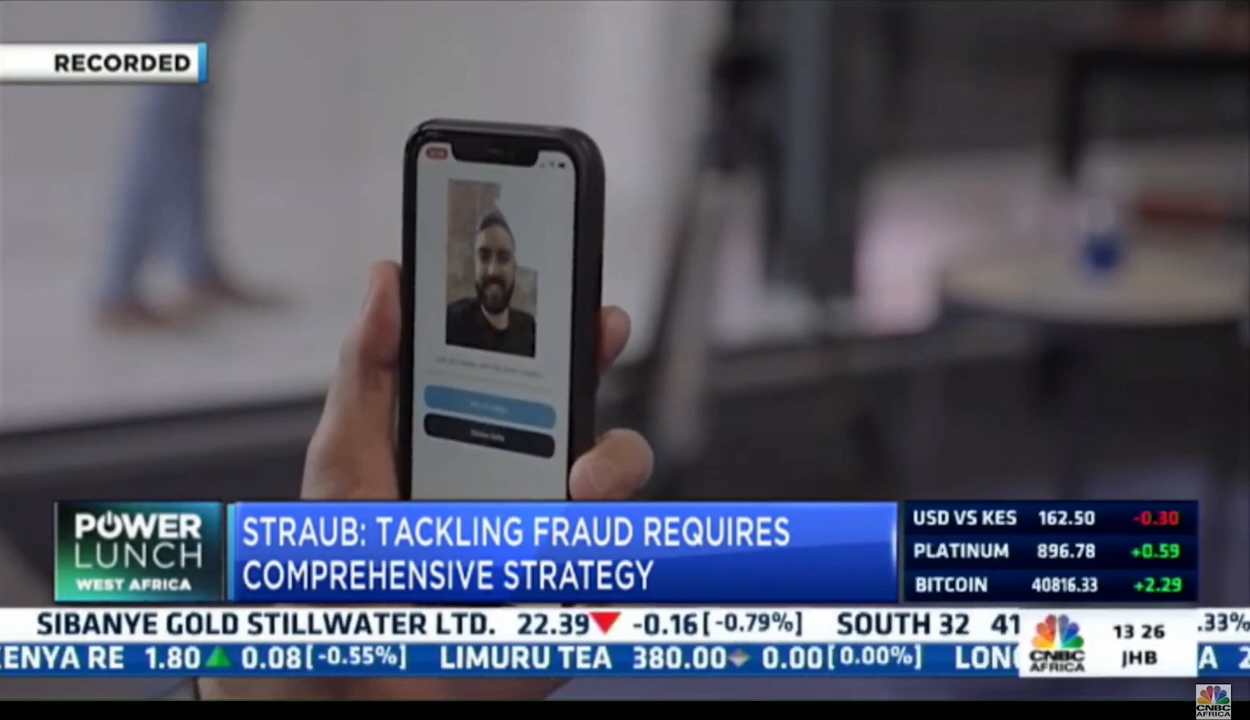 RECORDED
POWER
LUNCH
WEST AFRICA
STRAUB: TACKLING FRAUD REQUIRES
COMPREHENSIVE STRATEGY
USD VS KES 162.50 -0.30
PLATINUM 896.78 +0.59
BITCOIN 40816.33 +2.29
SIBANYE GOLD STILLWATER LTD. 22.39 -0.16[-0.79%] SOUTH 32 41 .33%
ENYA RE 1.80 0.08[-0.55%] LIMURU TEA 380.00 0.00[0.00%] LON A 2
CNBC
AFRICA
13 26
JHB
CNBC
AFRICA